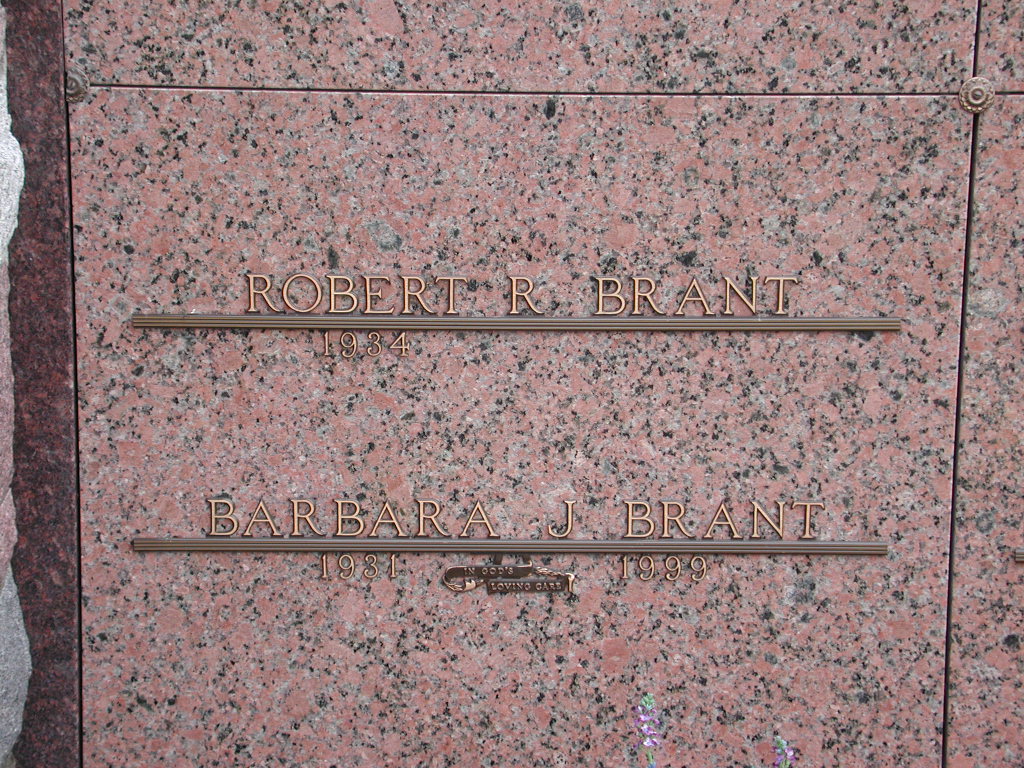 ROBERT R BRANT
1934
BARBARA J BRANT
1931 1999
IN GOD'S
LOVING CARE